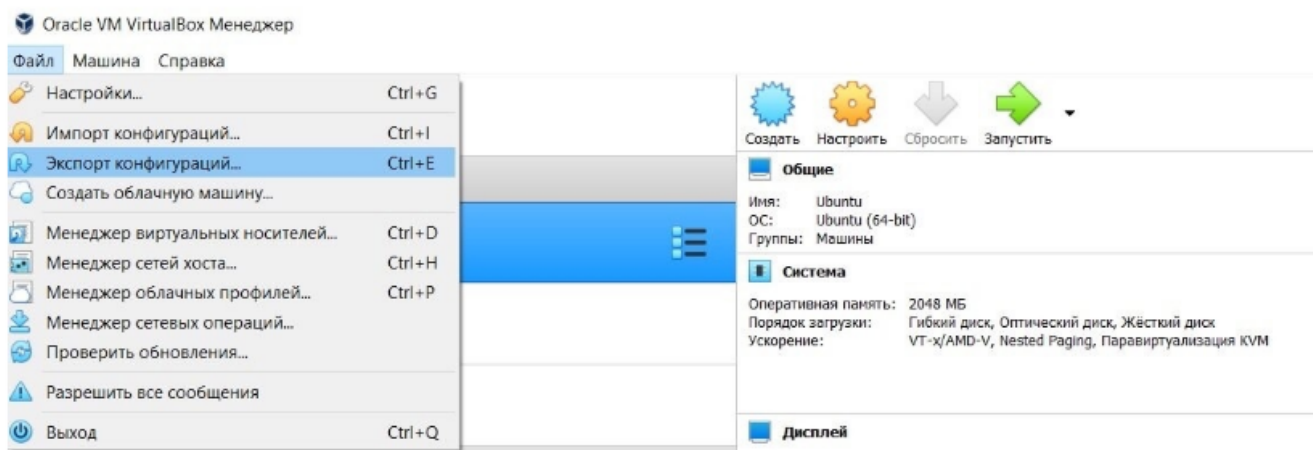 Oracle VM VirtualBox Менеджер
Файл Машина Справка
Настройки... Ctrl+G
Импорт конфигураций... Ctrl+I
Экспорт конфигураций... Ctrl+E
Создать облачную машину...
Менеджер виртуальных носителей... Ctrl+D
Менеджер сетей хоста... Ctrl+H
Менеджер облачных профилей... Ctrl+P
Менеджер сетевых операций...
Проверить обновления...
Разрешить все сообщения
Выход Ctrl+Q
Создать Настроить Сбросить Запустить
Общие
Имя: Ubuntu
ОС: Ubuntu (64-bit)
Группы: Машины
Система
Оперативная память: 2048 МБ
Порядок загрузки: Гибкий диск, Оптический диск, Жёсткий диск
Ускорение: VT-x/AMD-V, Nested Paging, Паравиртуализация KVM
Дисплей